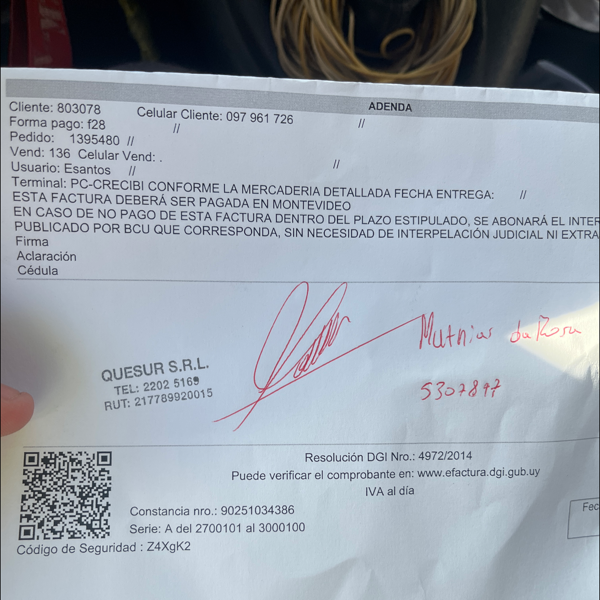 ADENDA
Cliente: 803078 Celular Cliente: 097 961 726 //
Forma pago: f28 //
Pedido: 1395480 //
Vend: 136 Celular Vend: . //
Usuario: Esantos //
Terminal: PC-CRECIBI CONFORME LA MERCADERIA DETALLADA FECHA ENTREGA: //
ESTA FACTURA DEBERÁ SER PAGADA EN MONTEVIDEO
EN CASO DE NO PAGO DE ESTA FACTURA DENTRO DEL PLAZO ESTIPULADO, SE ABONARÁ EL INTER
PUBLICADO POR BCU QUE CORRESPONDA, SIN NECESIDAD DE INTERPELACIÓN JUDICIAL NI EXTRA
Firma
Aclaración
Cédula
QUESUR S.R.L.
TEL: 2202 5169
RUT: 217789920015
Mathias da Rosa
Resolución DGI Nro.: 4972/2014
Puede verificar el comprobante en: www.efactura.dgi.gub.uy
IVA al día
Constancia nro.: 90251034386
Serie: A del 2700101 al 3000100
Código de Seguridad : Z4XgK2
Fec